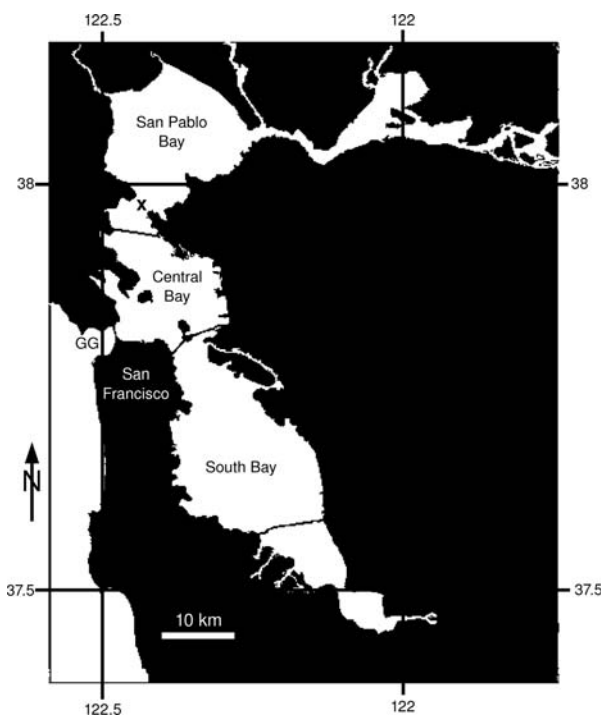 122.5
122
San Pablo
Bay
38
38
x
Central
Bay
GG
San
Francisco
South Bay
N
37.5
37.5
10 km
122.5
122